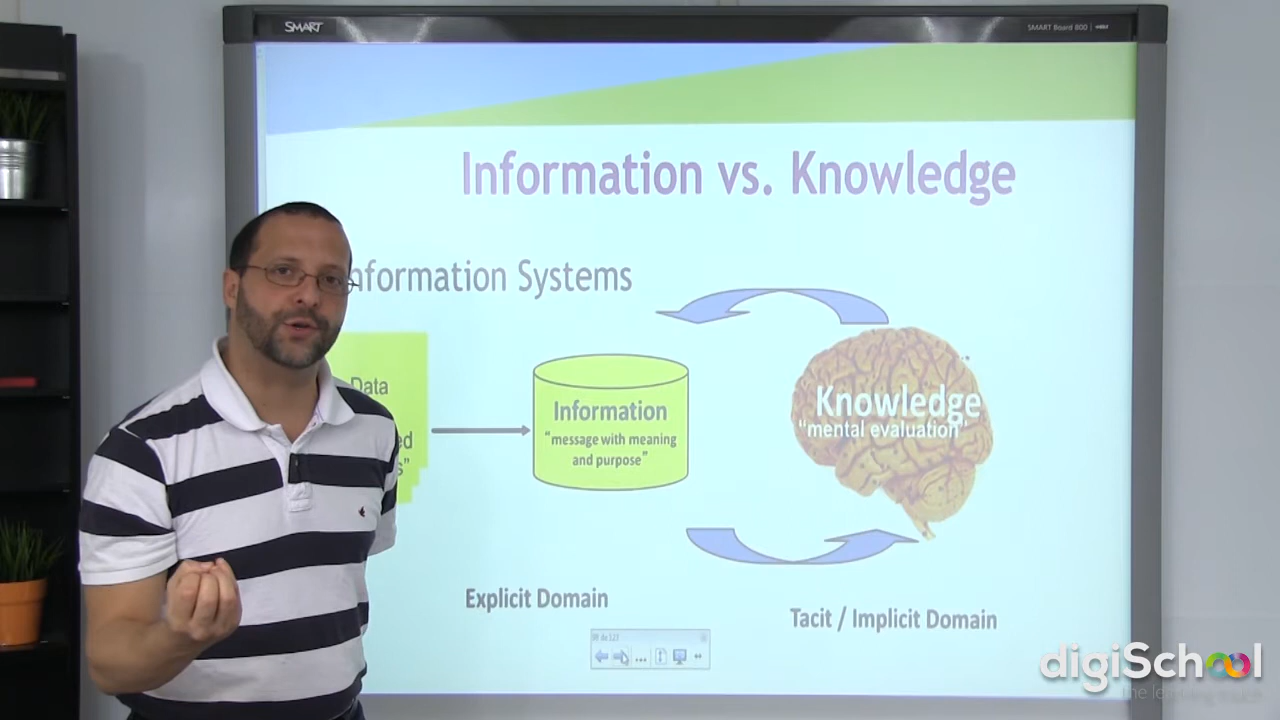 SMART
SMART Board 800
Information vs. Knowledge
nformation Systems
Data
ed
s"
Information
"message with meaning
and purpose"
Knowledge
"mental evaluation"
Explicit Domain
Tacit / Implicit Domain
digiSchool